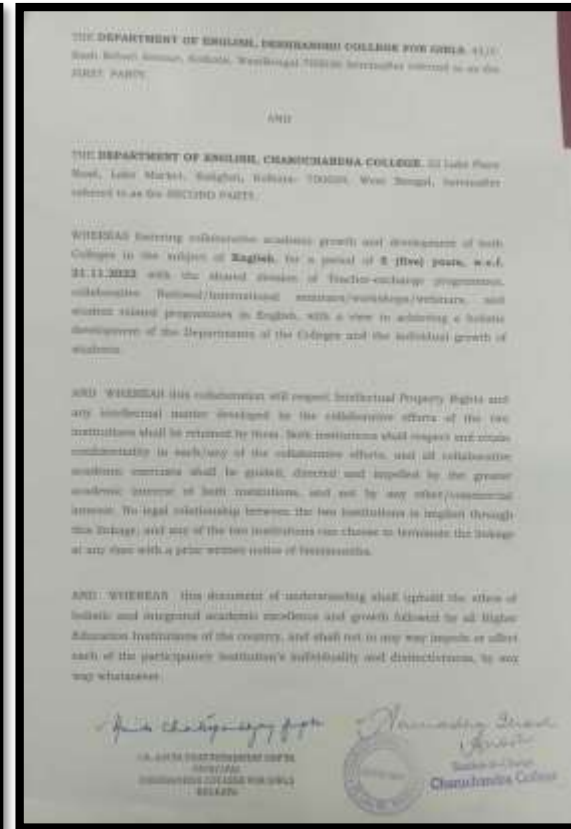 THE DEPARTMENT OF ENGLISH, DESHBANDHU COLLEGE FOR GIRLS,
Rash Behari Avenue, Kolkata, West Bengal hereinafter referred to as the
FIRST PARTY.
AND
THE DEPARTMENT OF ENGLISH, CHARUCHANDRA COLLEGE, 22 Lake Place
Road, Lake Market, Kolkata- 700029, West Bengal, hereinafter
referred to as the SECOND PARTY.
WHEREAS fostering collaborative academic growth and development of both
Colleges in the subject of English, for a period of 5 (five) years, w.e.f.
21.11.2022 with the shared of Teacher-exchange programmes,
collaborative National/International seminars/workshops/webinars, and
student related programmes in English, with a view to achieving a holistic
development of the Departments of the Colleges and the individual growth of
students.
AND WHEREAS this collaboration will respect Intellectual Property Rights and
any intellectual matter developed by the collaborative efforts of the two
institutions shall be retained by them. Both institutions shall respect and
confidentiality in each/any of the collaborative efforts, and all collaborative
academic exercises shall be guided, directed and impelled by the greater
academic interest of both institutions, and not by any other/commercial
interest. No legal relationship between the two institutions is implied through
this linkage, and any of the two institutions can choose to terminate the linkage
at any time with a prior written notice of
AND WHEREAS this document of understanding shall uphold the ethos of
holistic and integrated academic excellence and growth followed by all Higher
Education Institutions of the country, and shall not in any way impede or affect
each of the participatory institution's individuality and distinctiveness, in any
way whatsoever.
PRINCIPAL
DESHBANDHU COLLEGE FOR GIRLS
KOLKATA
Teacher-in-Charge
Charuchandra College